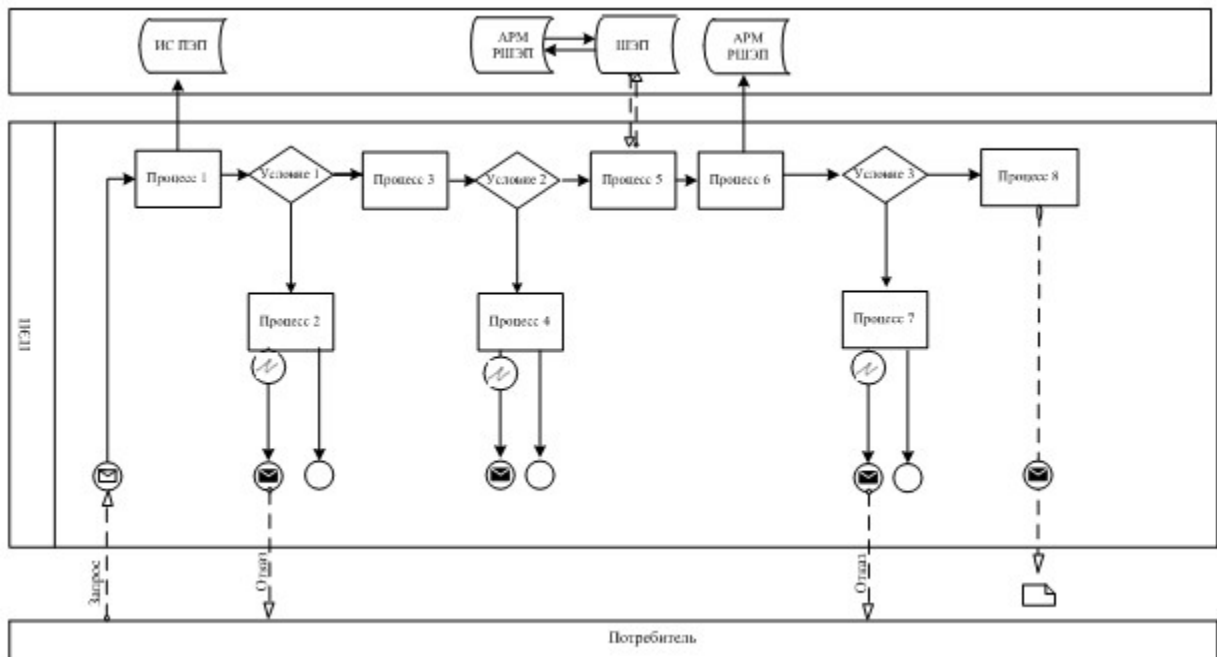 ИС ПЭП
АРМ
РШЭП
ШЭП
АРМ
РШЭП
Процесс 1
Условие 1
Процесс 3
Условие 2
Процесс 5
Процесс 6
Условие 3
Процесс 8
Процесс 2
Процесс 4
Процесс 7
Запрос
Отказ
Отказ
Потребитель